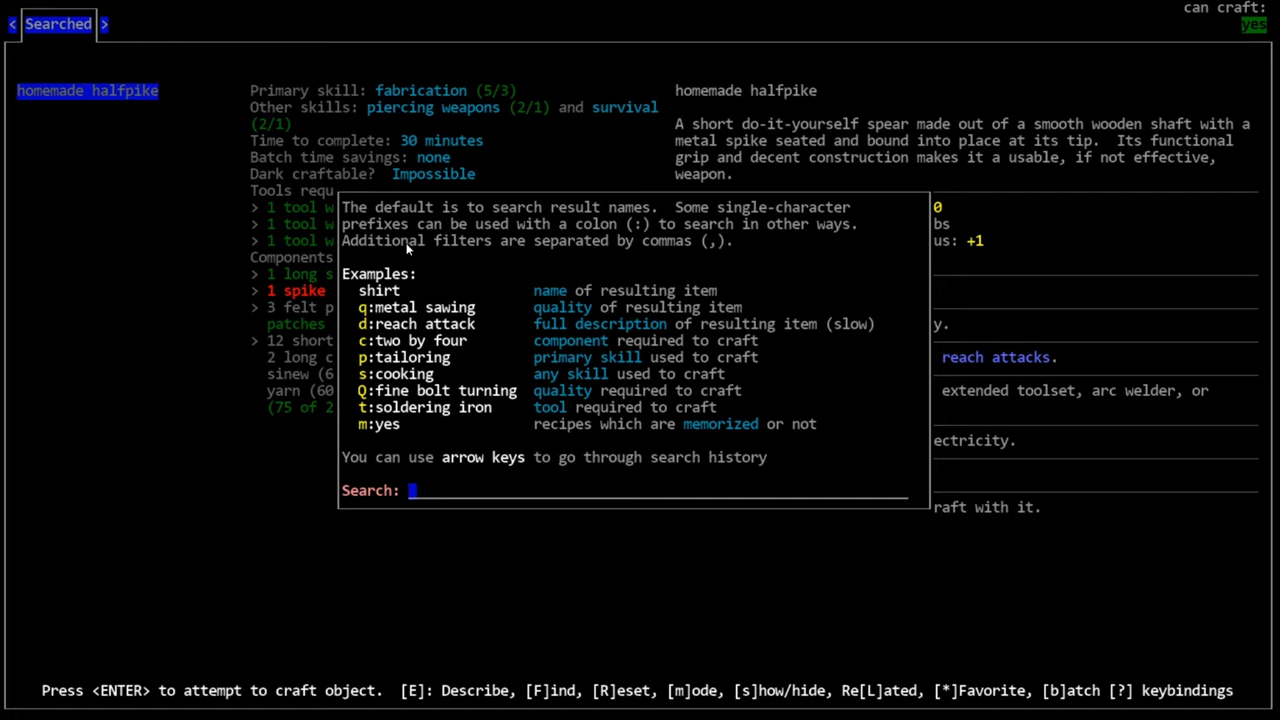 can craft:
< Searched >
yes
homemade halfpike
Primary skill: fabrication (5/3)
Other skills: piercing weapons (2/1) and survival
(2/1)
Time to complete: 30 minutes
Batch time savings: none
Dark craftable? Impossible
Tools requ
> 1 tool w
> 1 tool w
> 1 tool w
Components
> 1 long s
> 1 spike
> 3 felt p
patches
> 12 short
2 long c
sinew (6
yarn (60
(75 of 2
homemade halfpike
A short do-it-yourself spear made out of a smooth wooden shaft with a
metal spike seated and bound into place at its tip.  Its functional
grip and decent construction makes it a usable, if not effective,
weapon.
0
bs
us: +1
y.
reach attacks.
extended toolset, arc welder, or
ectricity.
raft with it.
The default is to search result names.  Some single-character
prefixes can be used with a colon (:) to search in other ways.
Additional filters are separated by commas (,).
Examples:
shirt name of resulting item
q:metal sawing quality of resulting item
d:reach attack full description of resulting item (slow)
c:two by four component required to craft
p:tailoring primary skill used to craft
s:cooking any skill used to craft
Q:fine bolt turning quality required to craft
t:soldering iron tool required to craft
m:yes recipes which are memorized or not
You can use arrow keys to go through search history
Search:
Press <ENTER> to attempt to craft object.  [E]: Describe, [F]ind, [R]eset, [m]ode, [s]how/hide, Re[L]ated, [*]Favorite, [b]atch [?] keybindings